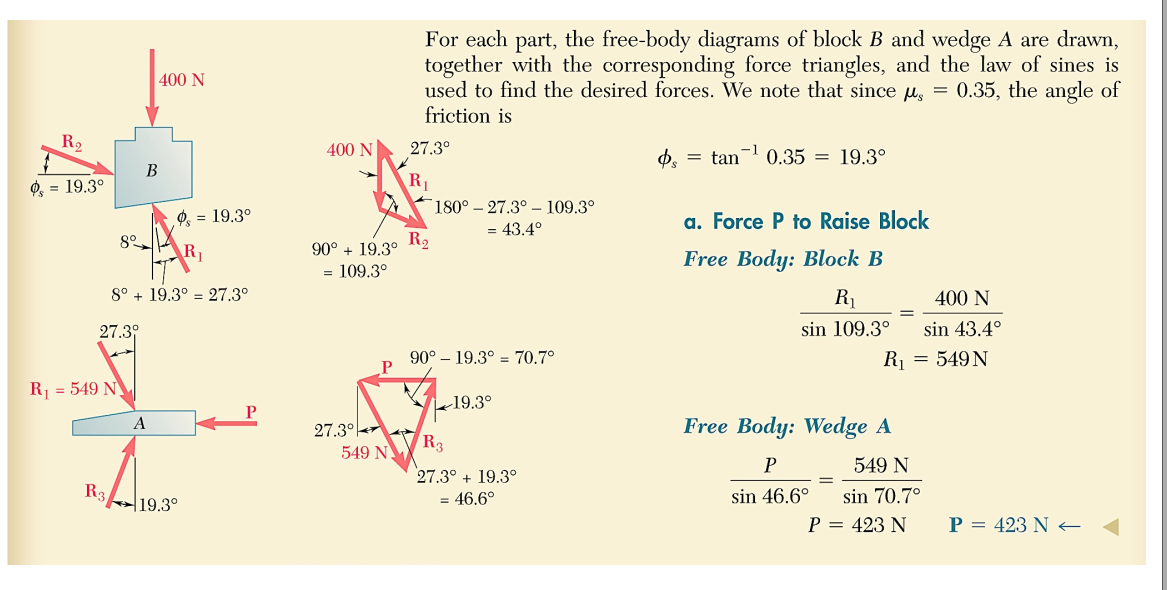 For each part, the free-body diagrams of block B and wedge A are drawn,
together with the corresponding force triangles, and the law of sines is
used to find the desired forces. We note that since μₛ = 0.35, the angle of
friction is
ϕₛ = tan⁻¹ 0.35 = 19.3°
400 N
R₂
B
ϕₛ = 19.3°
ϕₛ = 19.3°
8°
R₁
8° + 19.3° = 27.3°
400 N
27.3°
R₁
180° – 27.3° – 109.3°
= 43.4°
R₂
90° + 19.3°
= 109.3°
a. Force P to Raise Block
Free Body: Block B
R₁ / sin 109.3° = 400 N / sin 43.4°
R₁ = 549 N
27.3°
R₁ = 549 N
A
P
R₃
19.3°
90° – 19.3° = 70.7°
P
19.3°
27.3°
549 N
R₃
27.3° + 19.3°
= 46.6°
Free Body: Wedge A
P / sin 46.6° = 549 N / sin 70.7°
P = 423 N P = 423 N ←